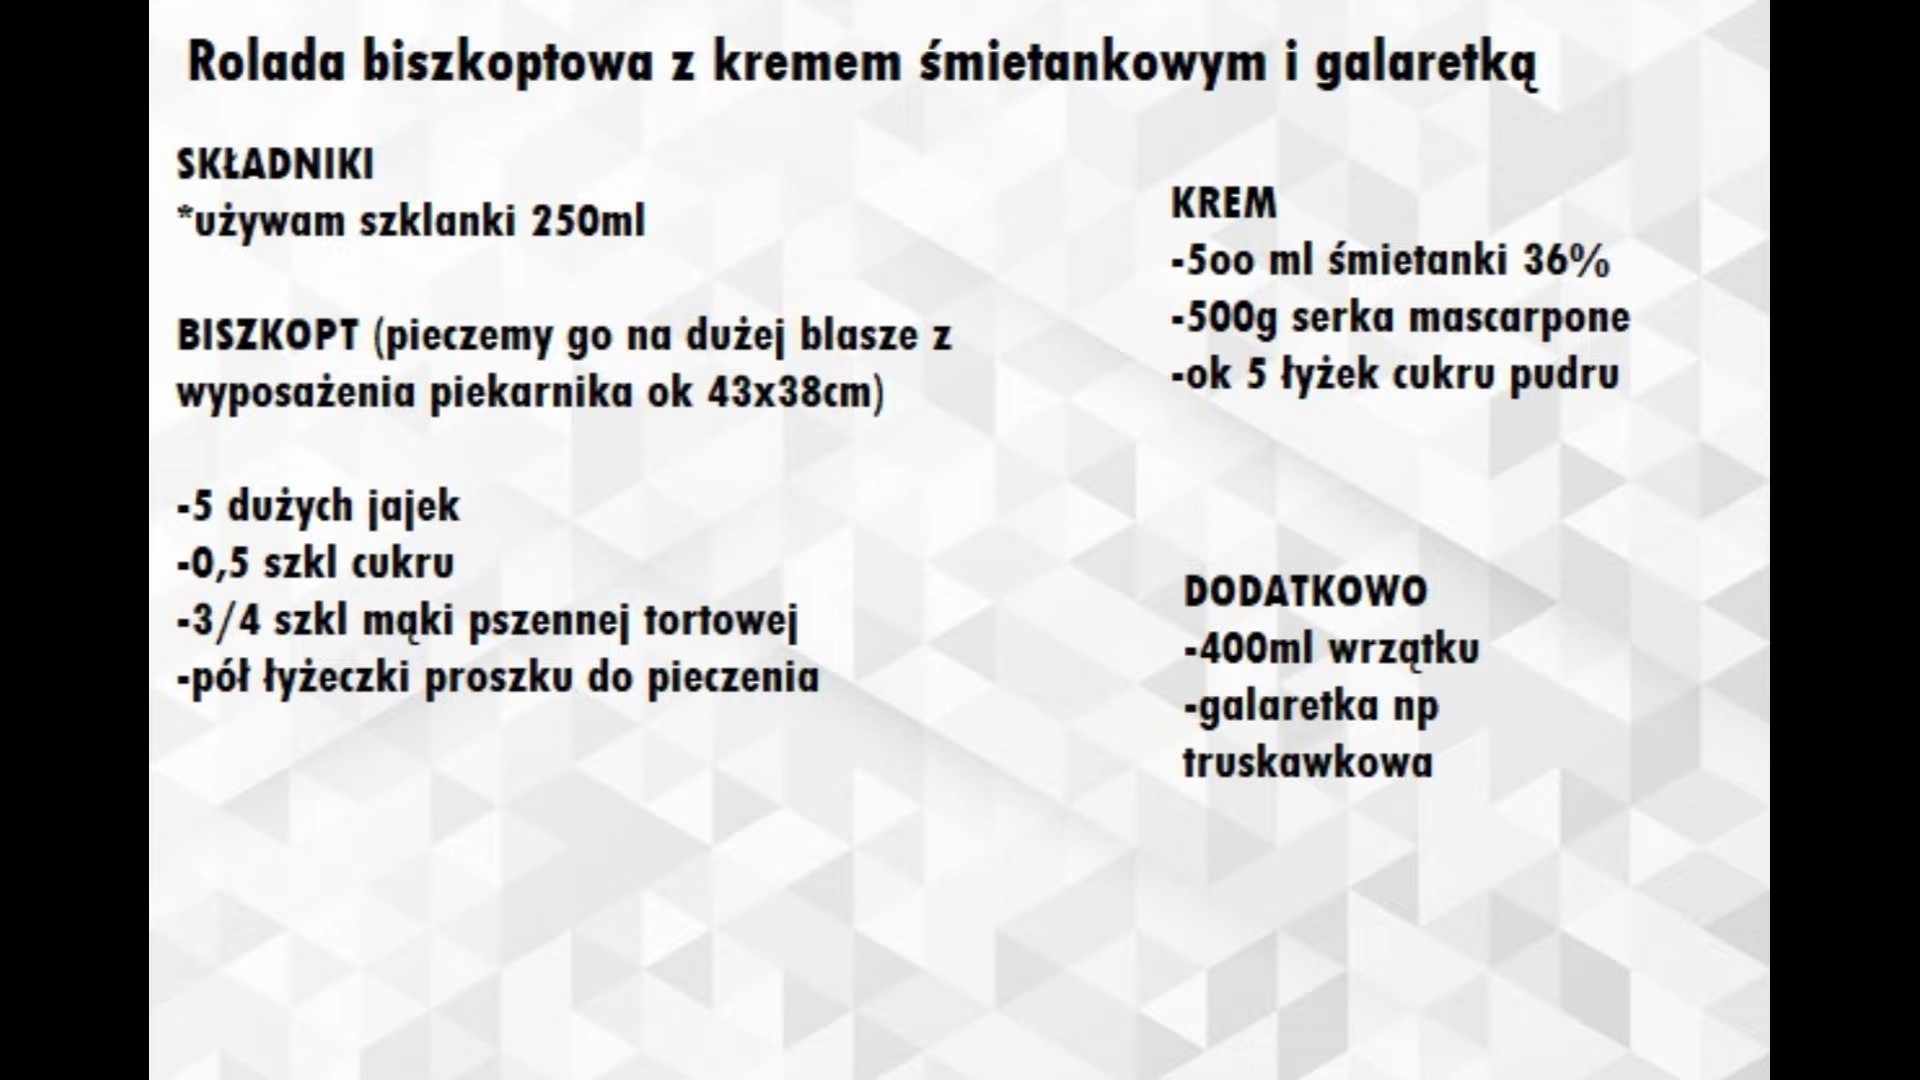 Rolada biszkoptowa z kremem śmietankowym i galaretką
SKŁADNIKI
*używam szklanki 250ml
BISZKOPT (pieczemy go na dużej blasze z
wyposażenia piekarnika ok 43x38cm)
-5 dużych jajek
-0,5 szkl cukru
-3/4 szkl mąki pszennej tortowej
-pół łyżeczki proszku do pieczenia
KREM
-5oo ml śmietanki 36%
-500g serka mascarpone
-ok 5 łyżek cukru pudru
DODATKOWO
-400ml wrzątku
-galaretka np
truskawkowa